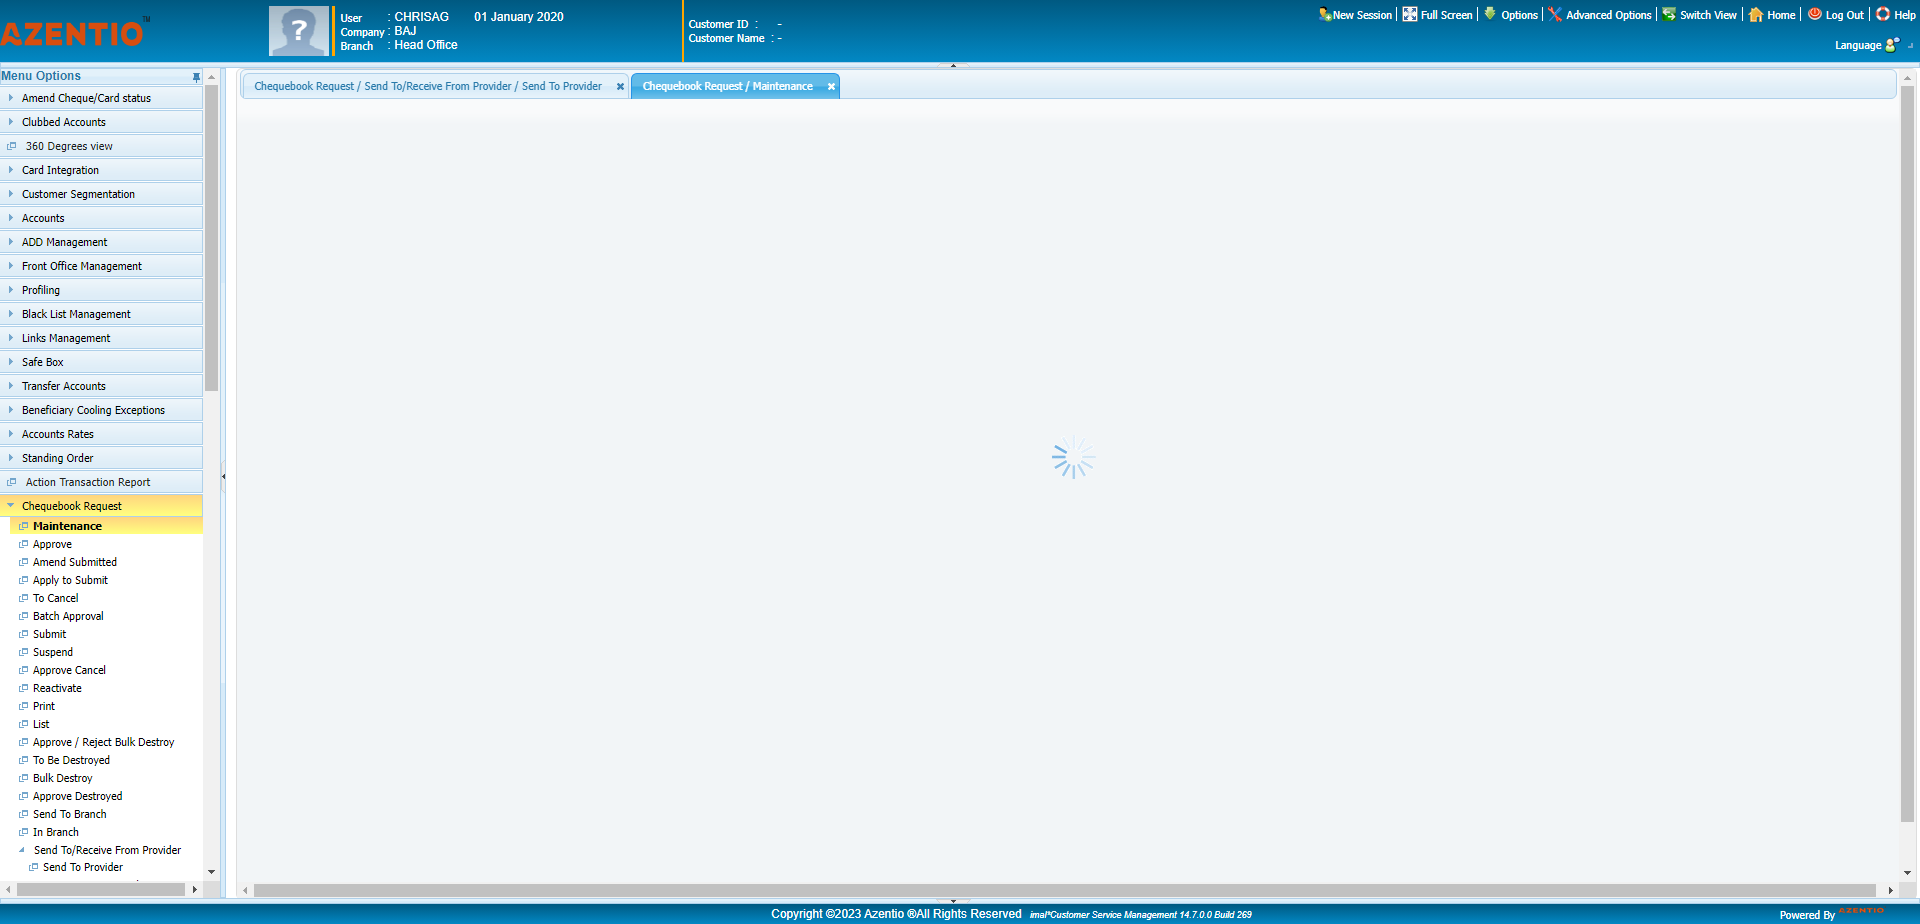 AZENTIO™
User : CHRISAG 01 January 2020
Company : BAJ
Branch : Head Office
Customer ID : -
Customer Name : -
New Session Full Screen Options Advanced Options Switch View Home Log Out Help
Language
Menu Options
Amend Cheque/Card status
Clubbed Accounts
360 Degrees view
Card Integration
Customer Segmentation
Accounts
ADD Management
Front Office Management
Profiling
Black List Management
Links Management
Safe Box
Transfer Accounts
Beneficiary Cooling Exceptions
Accounts Rates
Standing Order
Action Transaction Report
Chequebook Request
Maintenance
Approve
Amend Submitted
Apply to Submit
To Cancel
Batch Approval
Submit
Suspend
Approve Cancel
Reactivate
Print
List
Approve / Reject Bulk Destroy
To Be Destroyed
Bulk Destroy
Approve Destroyed
Send To Branch
In Branch
Send To/Receive From Provider
Send To Provider
Chequebook Request / Send To/Receive From Provider / Send To Provider
Chequebook Request / Maintenance
Copyright ©2023 Azentio ®All Rights Reserved imal*Customer Service Management 14.7.0.0 Build 269
Powered By AZENTIO